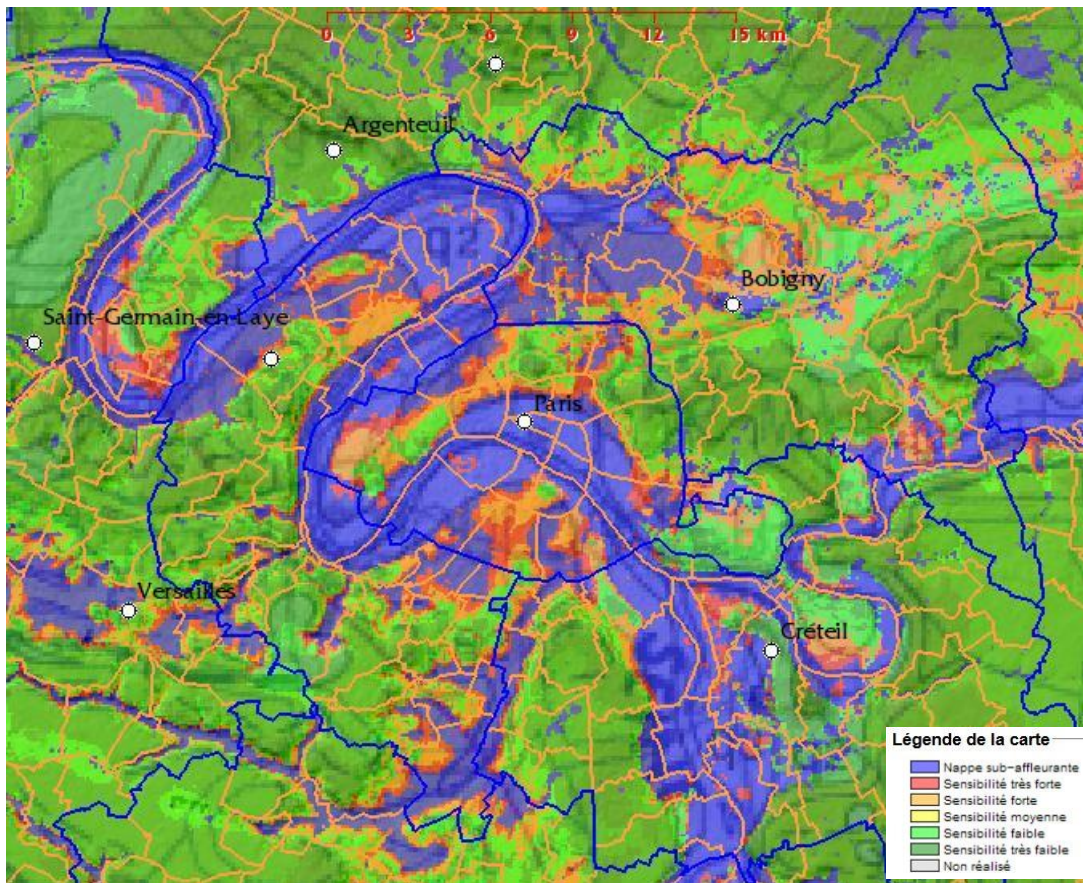 0 3 6 9 12 15 km
Argenteuil
Bobigny
Saint-Germain-en-Laye
Paris
Versailles
Créteil
Légende de la carte
Nappe sub-affleurante
Sensibilité très forte
Sensibilité forte
Sensibilité moyenne
Sensibilité faible
Sensibilité très faible
Non réalisé